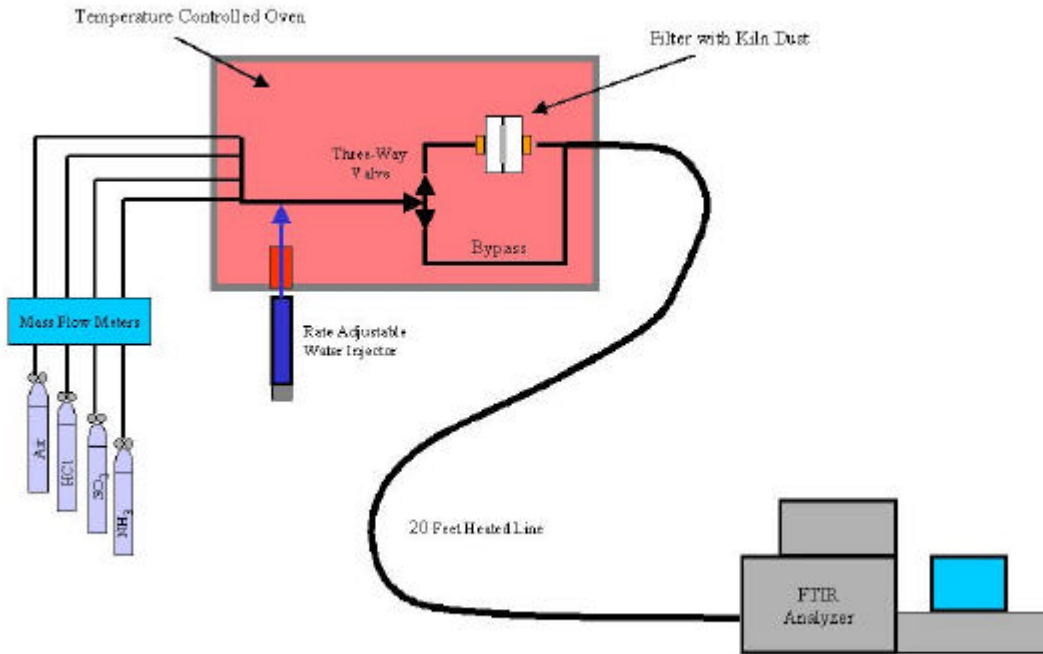 Temperature Controlled Oven
Filter with Kiln Dust
Three-Way
Valve
Bypass
Mass Flow Meters
Rate Adjustable
Water Injector
Ar
HCl
SO2
NH3
20 Feet Heated Line
FTIR
Analyzer